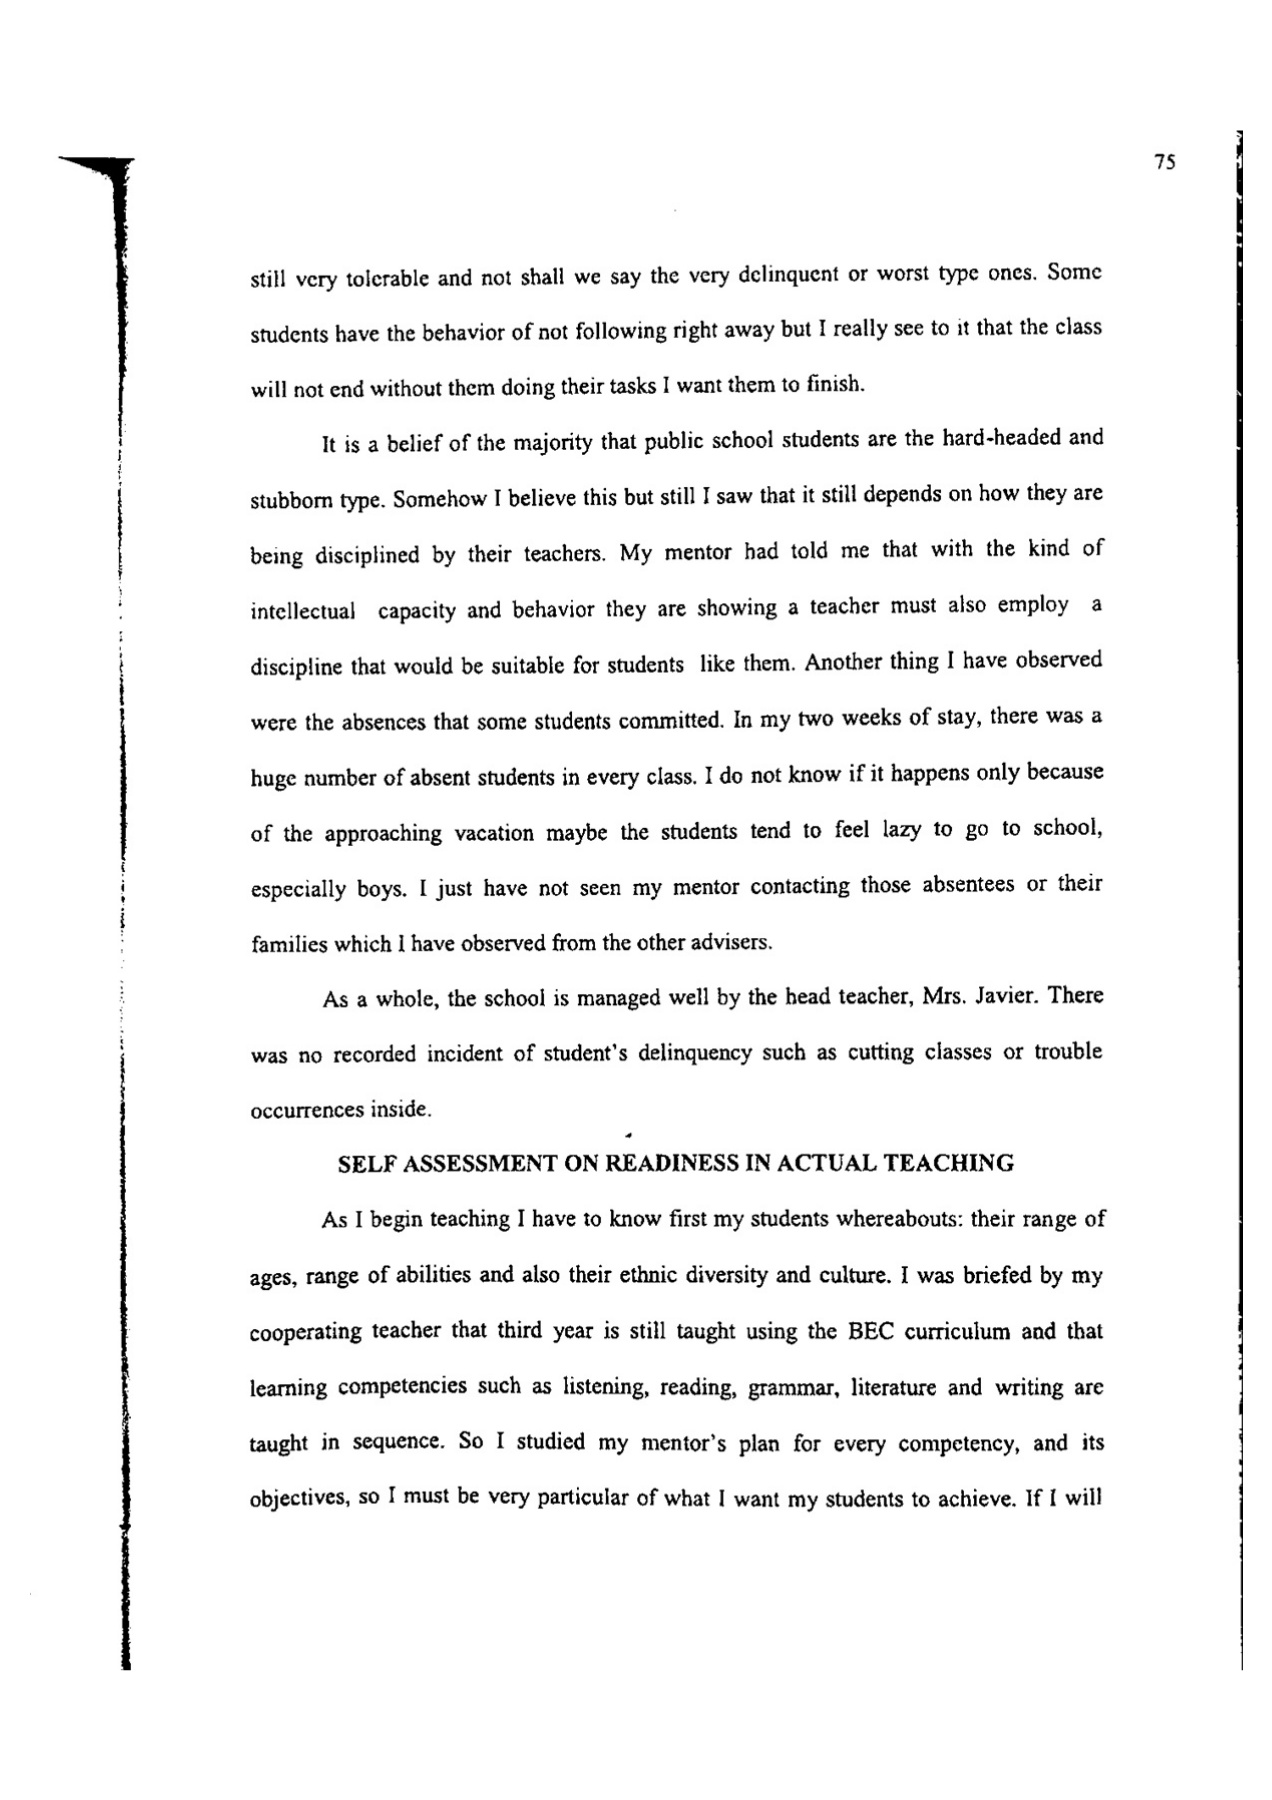 75
still very tolerable and not shall we say the very delinquent or worst type ones. Some
students have the behavior of not following right away but I really see to it that the class
will not end without them doing their tasks I want them to finish.
It is a belief of the majority that public school students are the hard-headed and
stubborn type. Somehow I believe this but still I saw that it still depends on how they are
being disciplined by their teachers. My mentor had told me that with the kind of
intellectual capacity and behavior they are showing a teacher must also employ a
discipline that would be suitable for students like them. Another thing I have observed
were the absences that some students committed. In my two weeks of stay, there was a
huge number of absent students in every class. I do not know if it happens only because
of the approaching vacation maybe the students tend to feel lazy to go to school,
especially boys. I just have not seen my mentor contacting those absentees or their
families which I have observed from the other advisers.
As a whole, the school is managed well by the head teacher, Mrs. Javier. There
was no recorded incident of student's delinquency such as cutting classes or trouble
occurrences inside.
SELF ASSESSMENT ON READINESS IN ACTUAL TEACHING
As I begin teaching I have to know first my students whereabouts: their range of
ages, range of abilities and also their ethnic diversity and culture. I was briefed by my
cooperating teacher that third year is still taught using the BEC curriculum and that
learning competencies such as listening, reading, grammar, literature and writing are
taught in sequence. So I studied my mentor's plan for every competency, and its
objectives, so I must be very particular of what I want my students to achieve. If I will